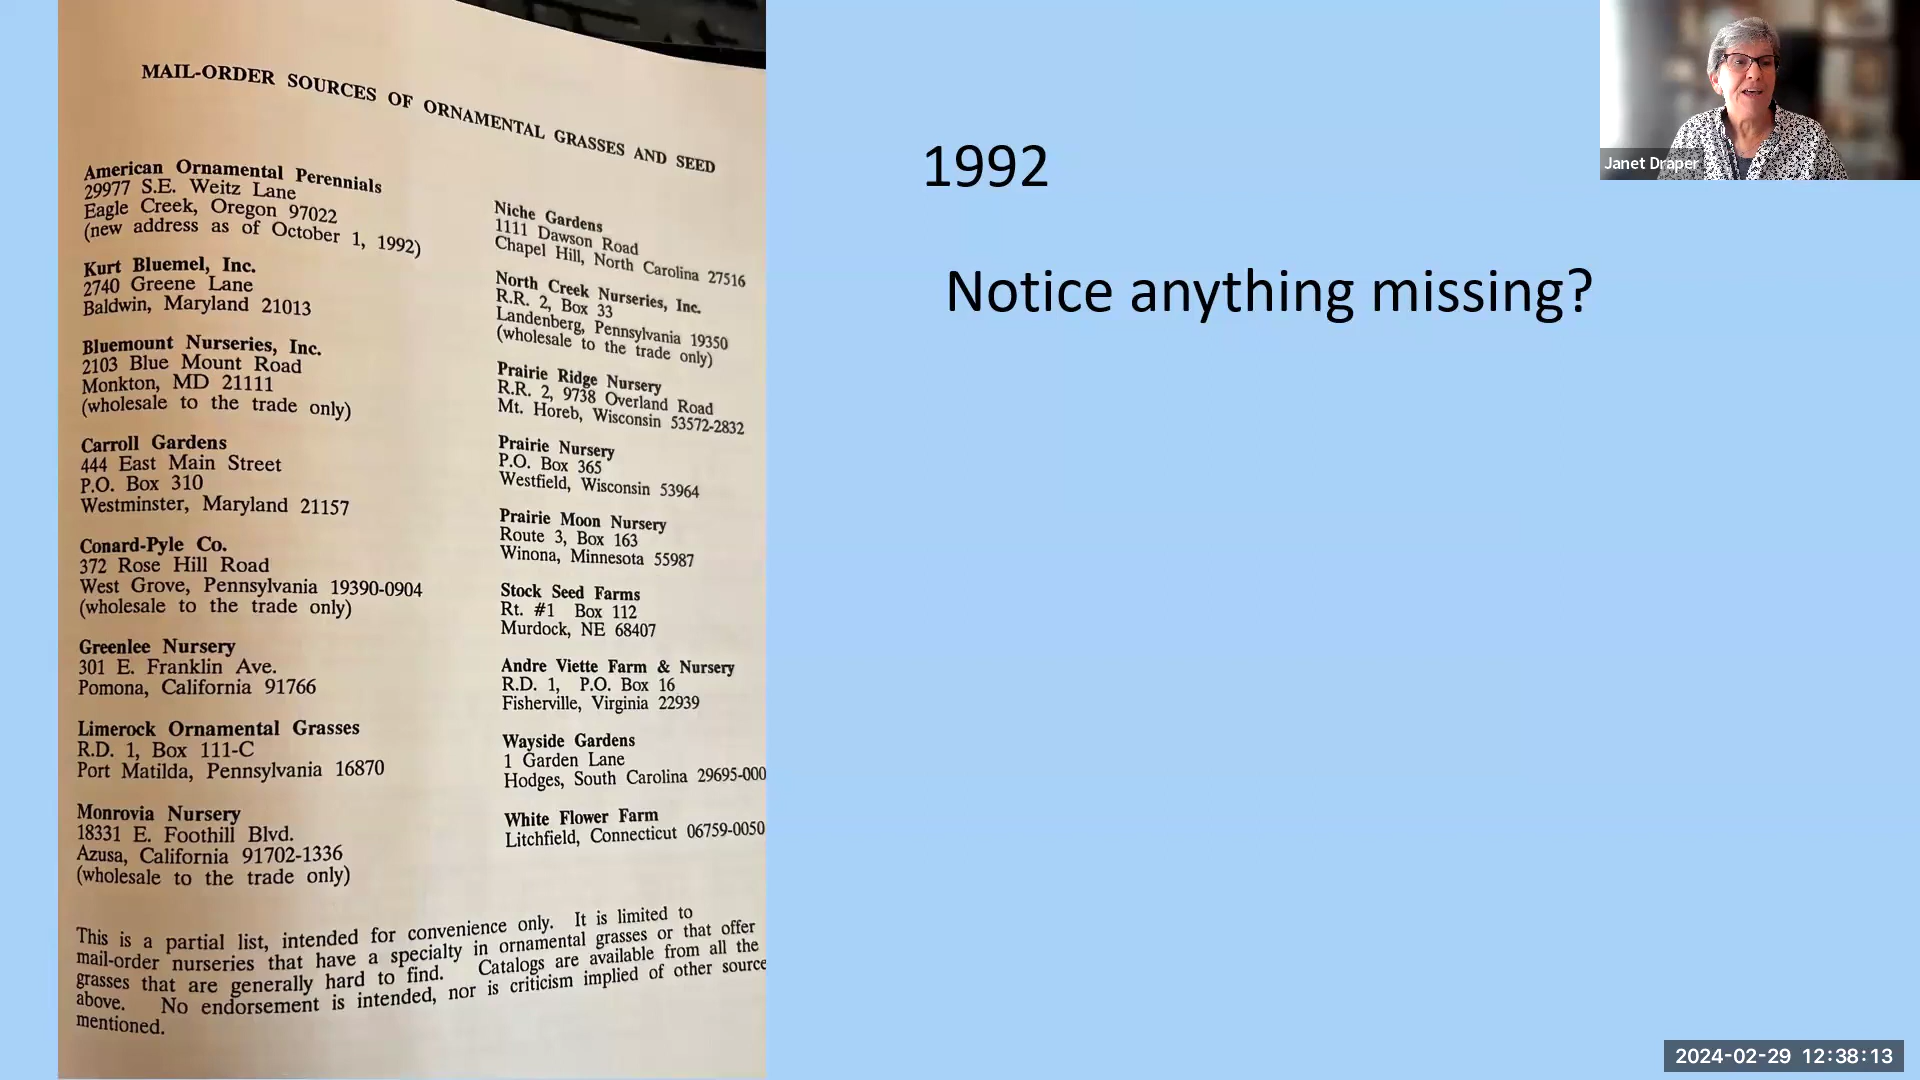 MAIL-ORDER SOURCES OF ORNAMENTAL GRASSES AND SEED
American Ornamental Perennials
29977 S.E. Weitz Lane
Eagle Creek, Oregon 97022
(new address as of October 1, 1992)
Kurt Bluemel, Inc.
2740 Greene Lane
Baldwin, Maryland 21013
Bluemount Nurseries, Inc.
2103 Blue Mount Road
Monkton, MD 21111
(wholesale to the trade only)
Carroll Gardens
444 East Main Street
P.O. Box 310
Westminster, Maryland 21157
Conard-Pyle Co.
372 Rose Hill Road
West Grove, Pennsylvania 19390-0904
(wholesale to the trade only)
Greenlee Nursery
301 E. Franklin Ave.
Pomona, California 91766
Limerock Ornamental Grasses
R.D. 1, Box 111-C
Port Matilda, Pennsylvania 16870
Monrovia Nursery
18331 E. Foothill Blvd.
Azusa, California 91702-1336
(wholesale to the trade only)
Niche Gardens
1111 Dawson Road
Chapel Hill, North Carolina 27516
North Creek Nurseries, Inc.
R.R. 2, Box 33
Landenberg, Pennsylvania 19350
(wholesale to the trade only)
Prairie Ridge Nursery
R.R. 2, 9738 Overland Road
Mt. Horeb, Wisconsin 53572-2832
Prairie Nursery
P.O. Box 365
Westfield, Wisconsin 53964
Prairie Moon Nursery
Route 3, Box 163
Winona, Minnesota 55987
Stock Seed Farms
Rt. #1 Box 112
Murdock, NE 68407
Andre Viette Farm & Nursery
R.D. 1, P.O. Box 16
Fisherville, Virginia 22939
Wayside Gardens
1 Garden Lane
Hodges, South Carolina 29695-000
White Flower Farm
Litchfield, Connecticut 06759-0050
This is a partial list, intended for convenience only. It is limited to
mail-order nurseries that have a specialty in ornamental grasses or that offer
grasses that are generally hard to find. Catalogs are available from all the
above. No endorsement is intended, nor is criticism implied of other source
mentioned.
1992
Notice anything missing?
Janet Draper
2024-02-29 12:38:13